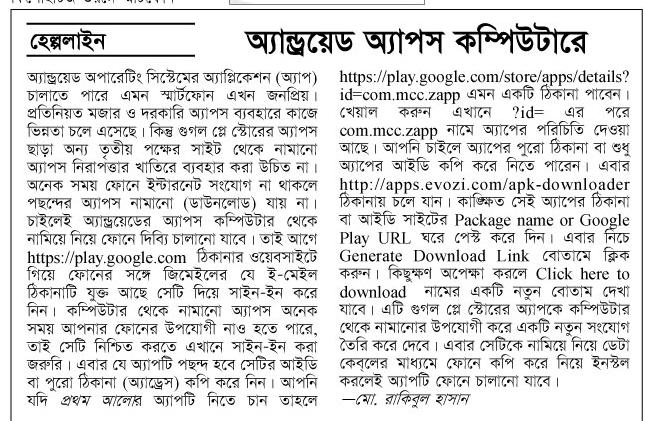 হেল্পলাইন
অ্যান্ড্রয়েড অ্যাপস কম্পিউটারে
অ্যান্ড্রয়েড অপারেটিং সিস্টেমের অ্যাপ্লিকেশন (অ্যাপ)
চালাতে পারে এমন স্মার্টফোন এখন জনপ্রিয়।
প্রতিনিয়ত মজার ও দরকারি অ্যাপস ব্যবহারে কাজে
ভিন্নতা চলে এসেছে। কিন্তু গুগল প্লে স্টোরের অ্যাপস
ছাড়া অন্য তৃতীয় পক্ষের সাইট থেকে নামানো
অ্যাপস নিরাপত্তার খাতিরে ব্যবহার করা উচিত না।
অনেক সময় ফোনে ইন্টারনেট সংযোগ না থাকলে
পছন্দের অ্যাপস নামানো (ডাউনলোড) যায় না।
চাইলেই অ্যান্ড্রয়েডের অ্যাপস কম্পিউটার থেকে
নামিয়ে নিয়ে ফোনে দিব্যি চালানো যাবে। তাই আগে
https://play.google.com ঠিকানার ওয়েবসাইটে
গিয়ে ফোনের সঙ্গে জিমেইলের যে ই-মেইল
ঠিকানাটি যুক্ত আছে সেটি দিয়ে সাইন-ইন করে
নিন। কম্পিউটার থেকে নামানো অ্যাপস অনেক
সময় আপনার ফোনের উপযোগী নাও হতে পারে,
তাই সেটি নিশ্চিত করতে এখানে সাইন-ইন করা
জরুরি। এবার যে অ্যাপটি পছন্দ হবে সেটির আইডি
বা পুরো ঠিকানা (অ্যাড্রেস) কপি করে নিন। আপনি
যদি প্রথম আলোর অ্যাপটি নিতে চান তাহলে
https://play.google.com/store/apps/details?
id=com.mcc.zapp এমন একটি ঠিকানা পাবেন।
খেয়াল করুন এখানে ?id= এর পরে
com.mcc.zapp নামে অ্যাপের পরিচিতি দেওয়া
আছে। আপনি চাইলে অ্যাপের পুরো ঠিকানা বা শুধু
অ্যাপের আইডি কপি করে নিতে পারেন। এবার
http://apps.evozi.com/apk-downloader
ঠিকানায় চলে যান। কাঙ্ক্ষিত সেই অ্যাপের ঠিকানা
বা আইডি সাইটের Package name or Google
Play URL ঘরে পেস্ট করে দিন। এবার নিচে
Generate Download Link বোতামে ক্লিক
করুন। কিছুক্ষণ অপেক্ষা করলে Click here to
download নামের একটি নতুন বোতাম দেখা
যাবে। এটি গুগল প্লে স্টোরের অ্যাপকে কম্পিউটার
থেকে নামানোর উপযোগী করে একটি নতুন সংযোগ
তৈরি করে দেবে। এবার সেটিকে নামিয়ে নিয়ে ডেটা
কেব্‌লের মাধ্যমে ফোনে কপি করে নিয়ে ইনস্টল
করলেই অ্যাপটি ফোনে চালানো যাবে।
—মো. রাকিবুল হাসান